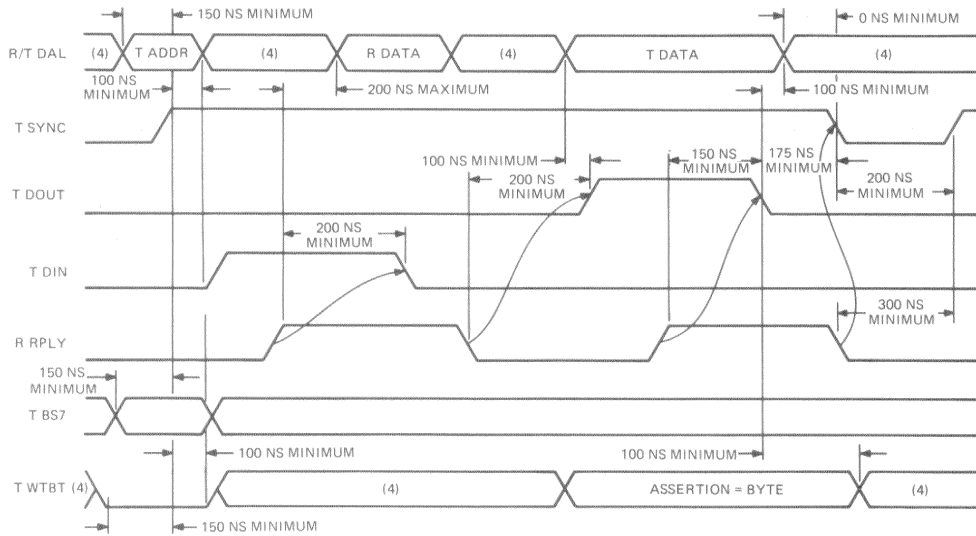 150 NS MINIMUM
0 NS MINIMUM
R/T DAL
(4)
T ADDR
(4)
R DATA
(4)
T DATA
(4)
100 NS
MINIMUM
200 NS MAXIMUM
100 NS MINIMUM
T SYNC
100 NS MINIMUM
150 NS
MINIMUM
175 NS
MINIMUM
200 NS
MINIMUM
200 NS
MINIMUM
T DOUT
200 NS
MINIMUM
T DIN
300 NS
MINIMUM
R RPLY
150 NS
MINIMUM
T BS7
100 NS MINIMUM
100 NS MINIMUM
T WTBT
(4)
(4)
ASSERTION = BYTE
(4)
150 NS MINIMUM